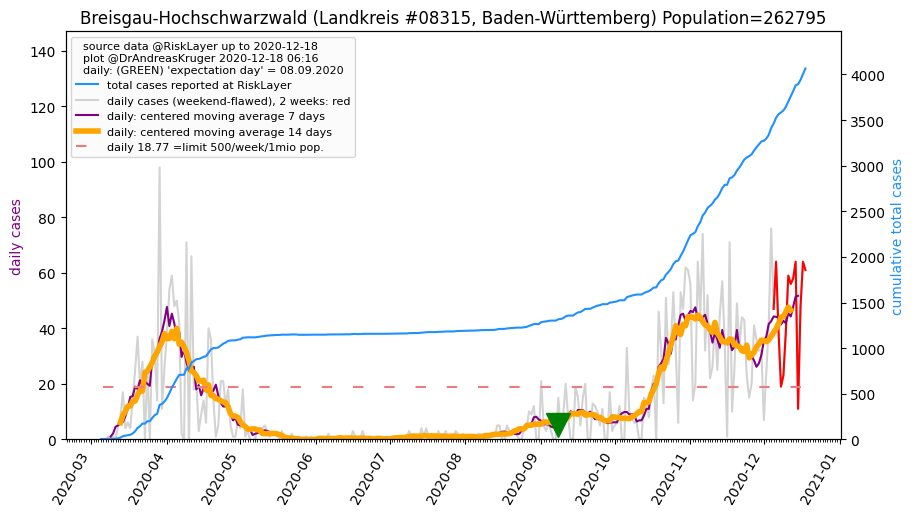 Breisgau-Hochschwarzwald (Landkreis #08315, Baden-Württemberg) Population=262795
source data @RiskLayer up to 2020-12-18
plot @DrAndreasKruger 2020-12-18 06:16
daily: (GREEN) 'expectation day' = 08.09.2020
total cases reported at RiskLayer
daily cases (weekend-flawed), 2 weeks: red
daily: centered moving average 7 days
daily: centered moving average 14 days
daily 18.77 =limit 500/week/1mio pop.
daily cases
140
120
100
80
60
40
20
0
cumulative total cases
4000
3500
3000
2500
2000
1500
1000
500
0
2020-03
2020-04
2020-05
2020-06
2020-07
2020-08
2020-09
2020-10
2020-11
2020-12
2021-01